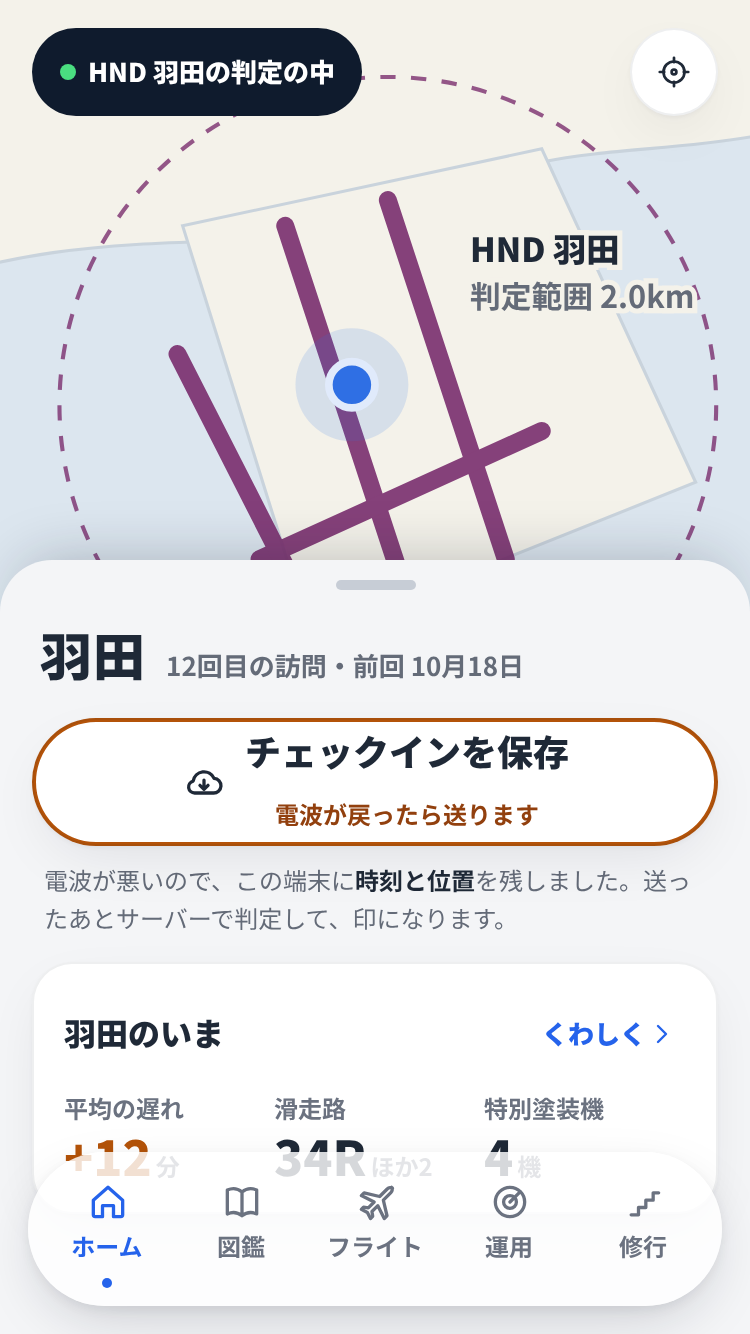 HND 羽田の判定の中
HND 羽田
判定範囲 2.0km
羽田 12回目の訪問・前回 10月18日
チェックインを保存
電波が戻ったら送ります
電波が悪いので、この端末に時刻と位置を残しました。送っ
たあとサーバーで判定して、印になります。
羽田のいま くわしく
平均の遅れ 滑走路 特別塗装機
+12分 34Rほか2 4機
ホーム 図鑑 フライト 運用 修行